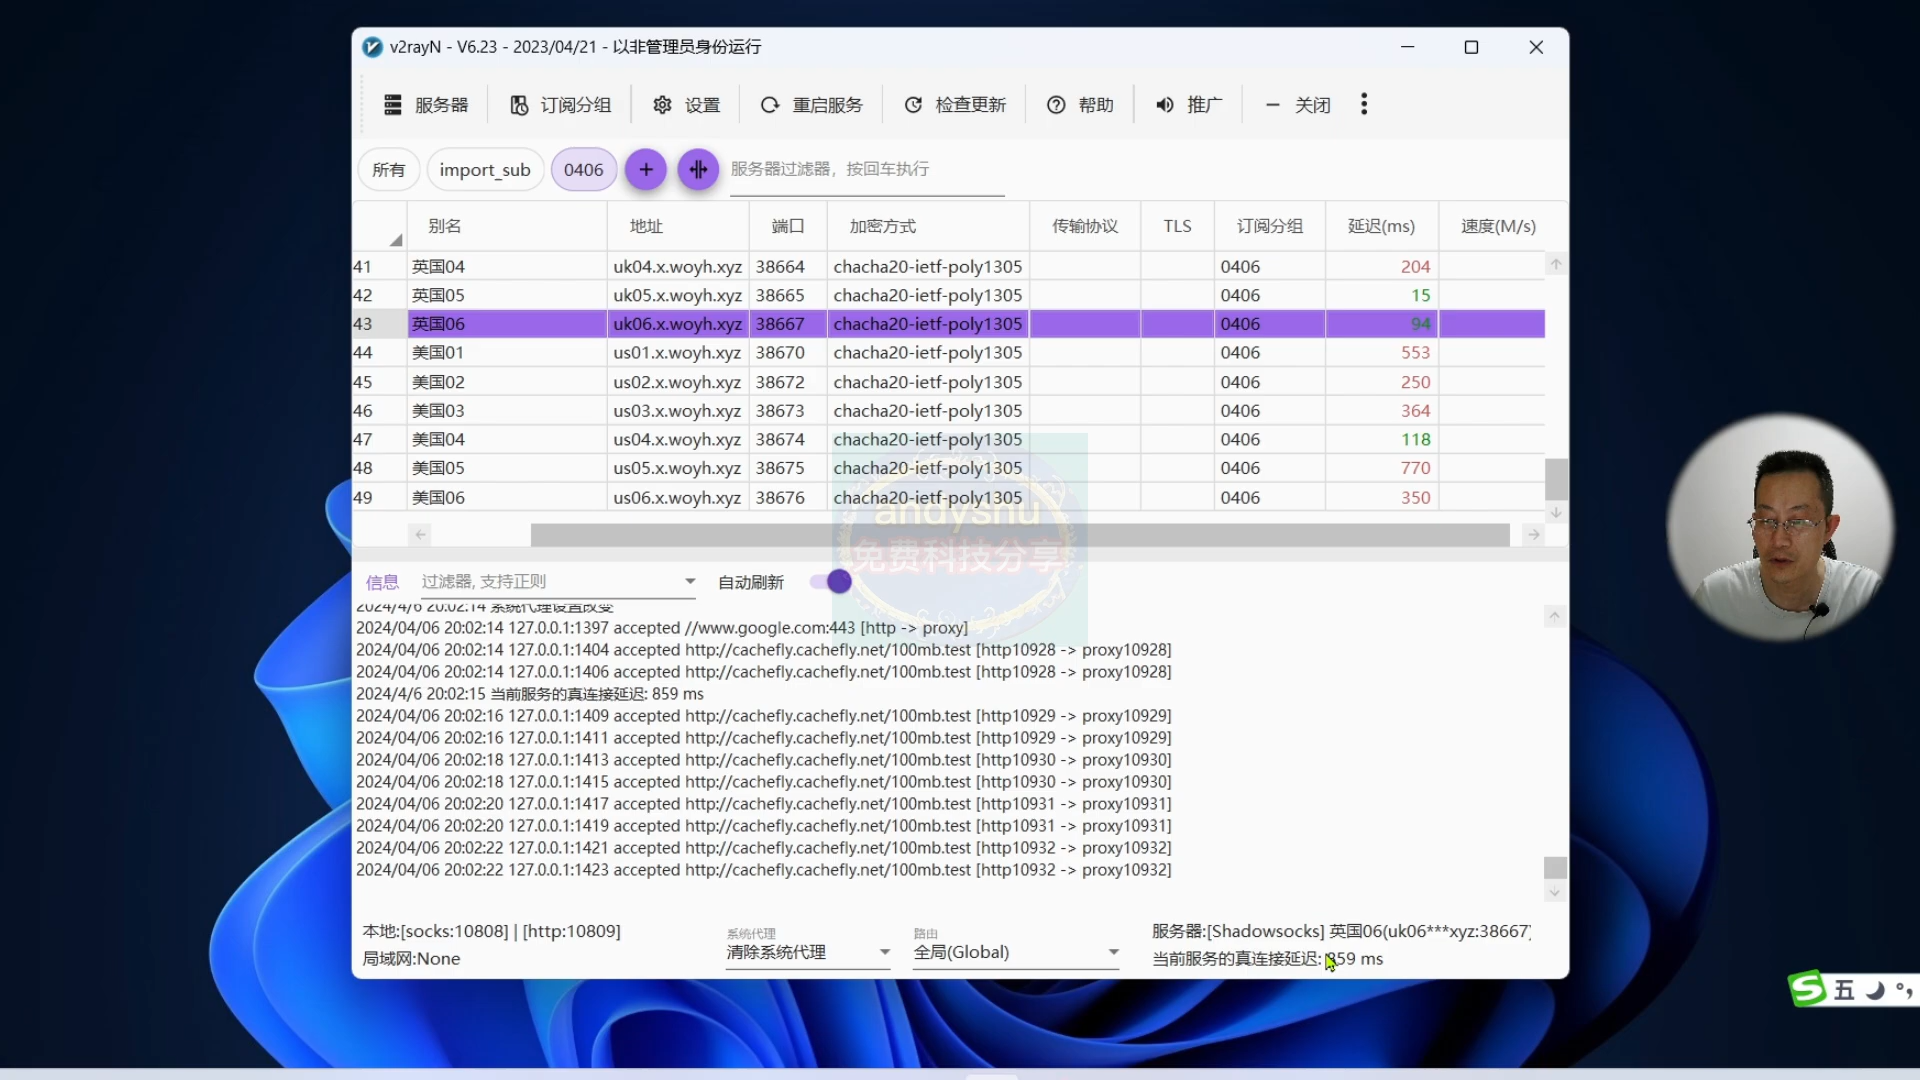 v2rayN - V6.23 - 2023/04/21 - 以非管理员身份运行
服务器 订阅分组 设置 重启服务 检查更新 帮助 推广 关闭
所有 import_sub 0406 服务器过滤器，按回车执行
别名 地址 端口 加密方式 传输协议 TLS 订阅分组 延迟(ms) 速度(M/s)
41 英国04 uk04.x.woyh.xyz 38664 chacha20-ietf-poly1305 0406 204
42 英国05 uk05.x.woyh.xyz 38665 chacha20-ietf-poly1305 0406 15
43 英国06 uk06.x.woyh.xyz 38667 chacha20-ietf-poly1305 0406 94
44 美国01 us01.x.woyh.xyz 38670 chacha20-ietf-poly1305 0406 553
45 美国02 us02.x.woyh.xyz 38672 chacha20-ietf-poly1305 0406 250
46 美国03 us03.x.woyh.xyz 38673 chacha20-ietf-poly1305 0406 364
47 美国04 us04.x.woyh.xyz 38674 chacha20-ietf-poly1305 0406 118
48 美国05 us05.x.woyh.xyz 38675 chacha20-ietf-poly1305 0406 770
49 美国06 us06.x.woyh.xyz 38676 chacha20-ietf-poly1305 0406 350
andyshu
免费科技分享
信息 过滤器, 支持正则 自动刷新
2024/4/6 20:02:14 系统代理设置改变
2024/04/06 20:02:14 127.0.0.1:1397 accepted //www.google.com:443 [http -> proxy]
2024/04/06 20:02:14 127.0.0.1:1404 accepted http://cachefly.cachefly.net/100mb.test [http10928 -> proxy10928]
2024/04/06 20:02:14 127.0.0.1:1406 accepted http://cachefly.cachefly.net/100mb.test [http10928 -> proxy10928]
2024/4/6 20:02:15 当前服务的真连接延迟: 859 ms
2024/04/06 20:02:16 127.0.0.1:1409 accepted http://cachefly.cachefly.net/100mb.test [http10929 -> proxy10929]
2024/04/06 20:02:16 127.0.0.1:1411 accepted http://cachefly.cachefly.net/100mb.test [http10929 -> proxy10929]
2024/04/06 20:02:18 127.0.0.1:1413 accepted http://cachefly.cachefly.net/100mb.test [http10930 -> proxy10930]
2024/04/06 20:02:18 127.0.0.1:1415 accepted http://cachefly.cachefly.net/100mb.test [http10930 -> proxy10930]
2024/04/06 20:02:20 127.0.0.1:1417 accepted http://cachefly.cachefly.net/100mb.test [http10931 -> proxy10931]
2024/04/06 20:02:20 127.0.0.1:1419 accepted http://cachefly.cachefly.net/100mb.test [http10931 -> proxy10931]
2024/04/06 20:02:22 127.0.0.1:1421 accepted http://cachefly.cachefly.net/100mb.test [http10932 -> proxy10932]
2024/04/06 20:02:22 127.0.0.1:1423 accepted http://cachefly.cachefly.net/100mb.test [http10932 -> proxy10932]
本地:[socks:10808] | [http:10809]
局域网:None
系统代理
清除系统代理
路由
全局(Global)
服务器:[Shadowsocks] 英国06(uk06***xyz:38667)
当前服务的真连接延迟: 859 ms
五